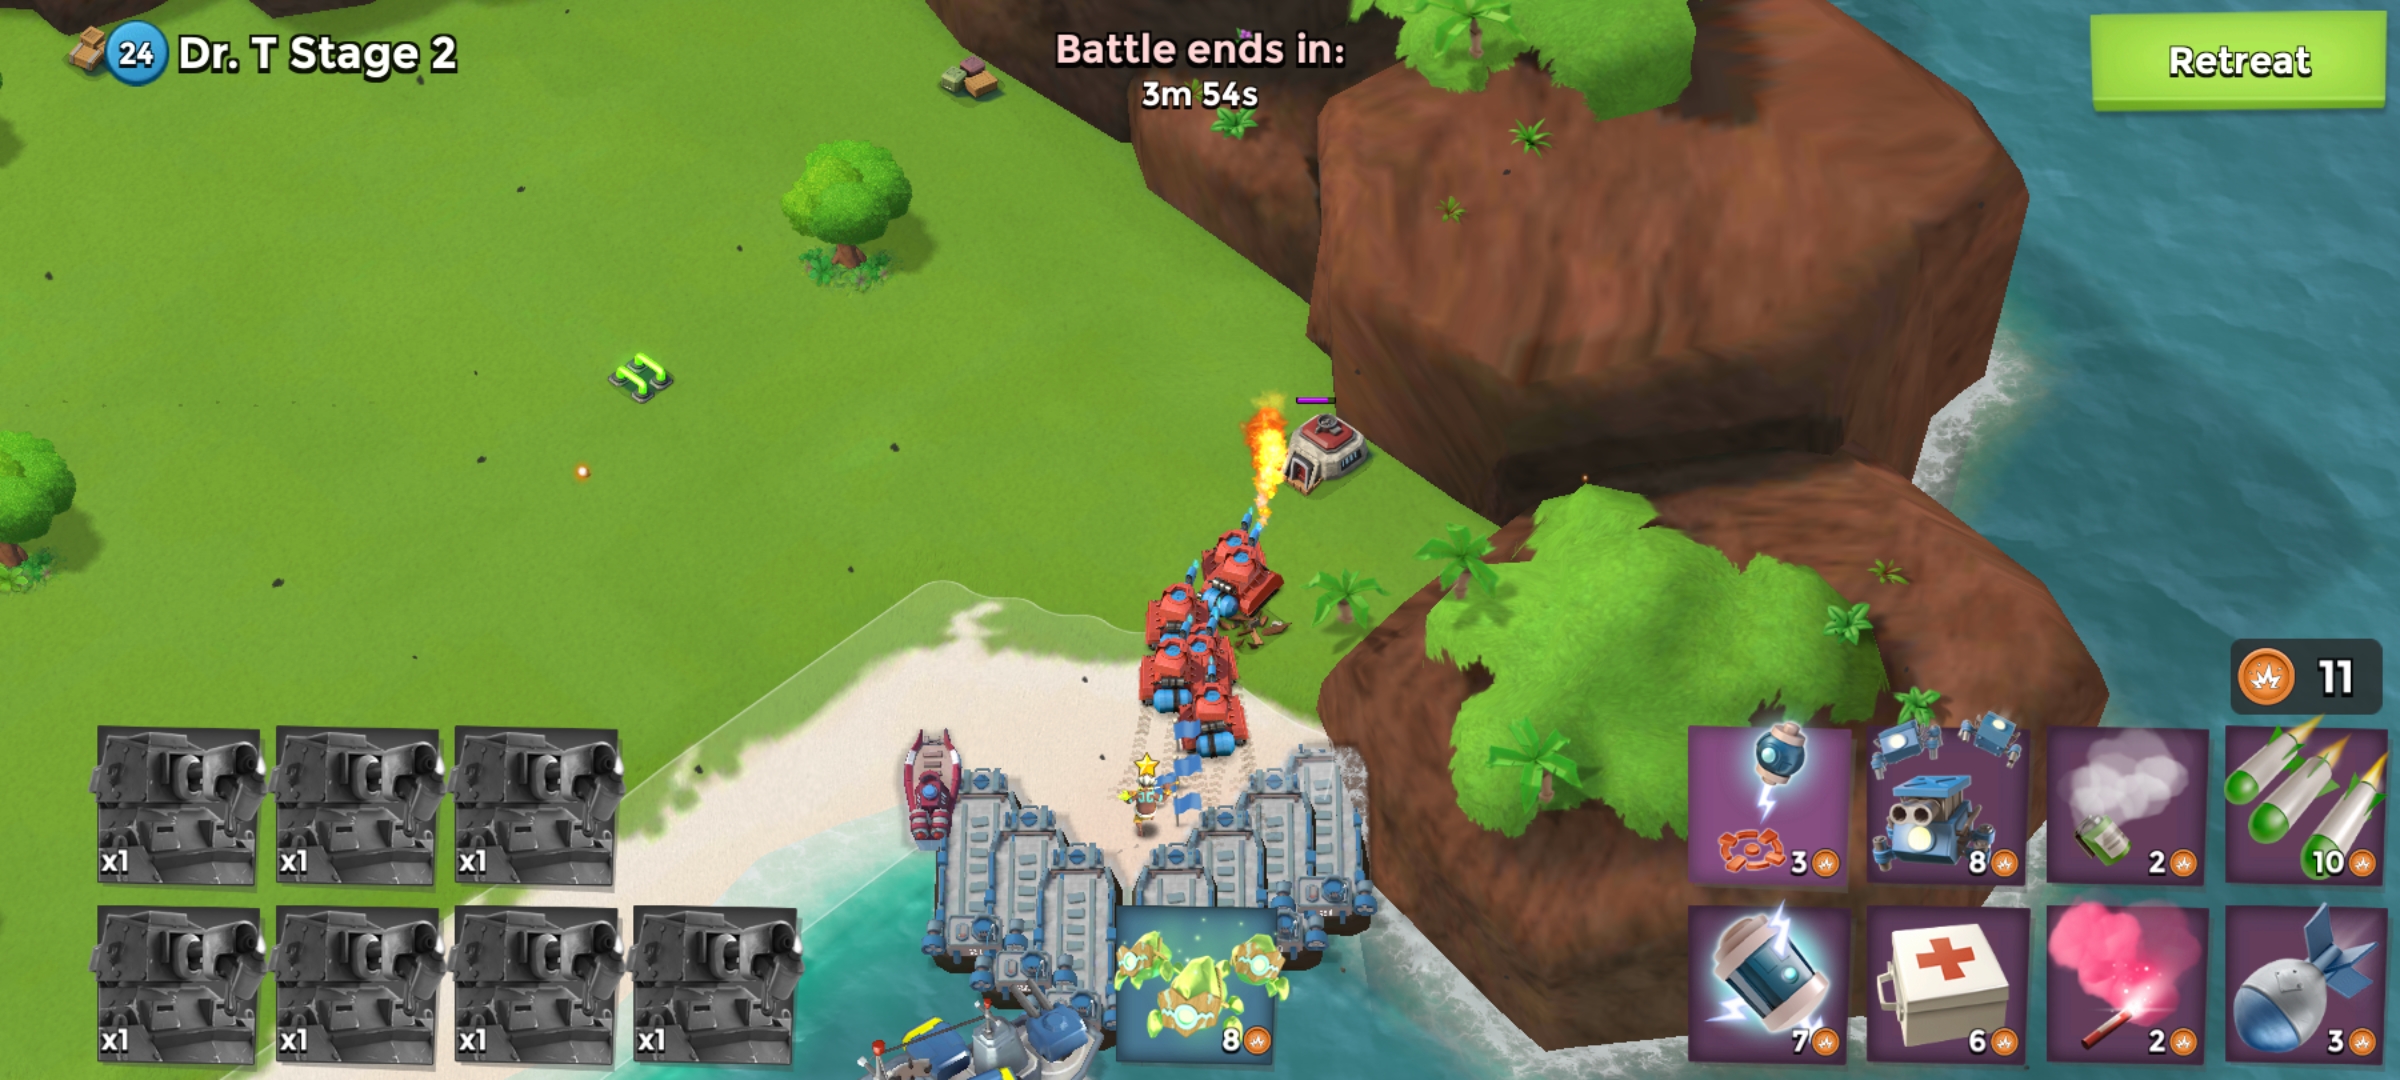 24 Dr. T Stage 2
Battle ends in:
3m 54s
Retreat
11
x1 x1 x1
3 8 2 10
x1 x1 x1 x1
8
7 6 2 3